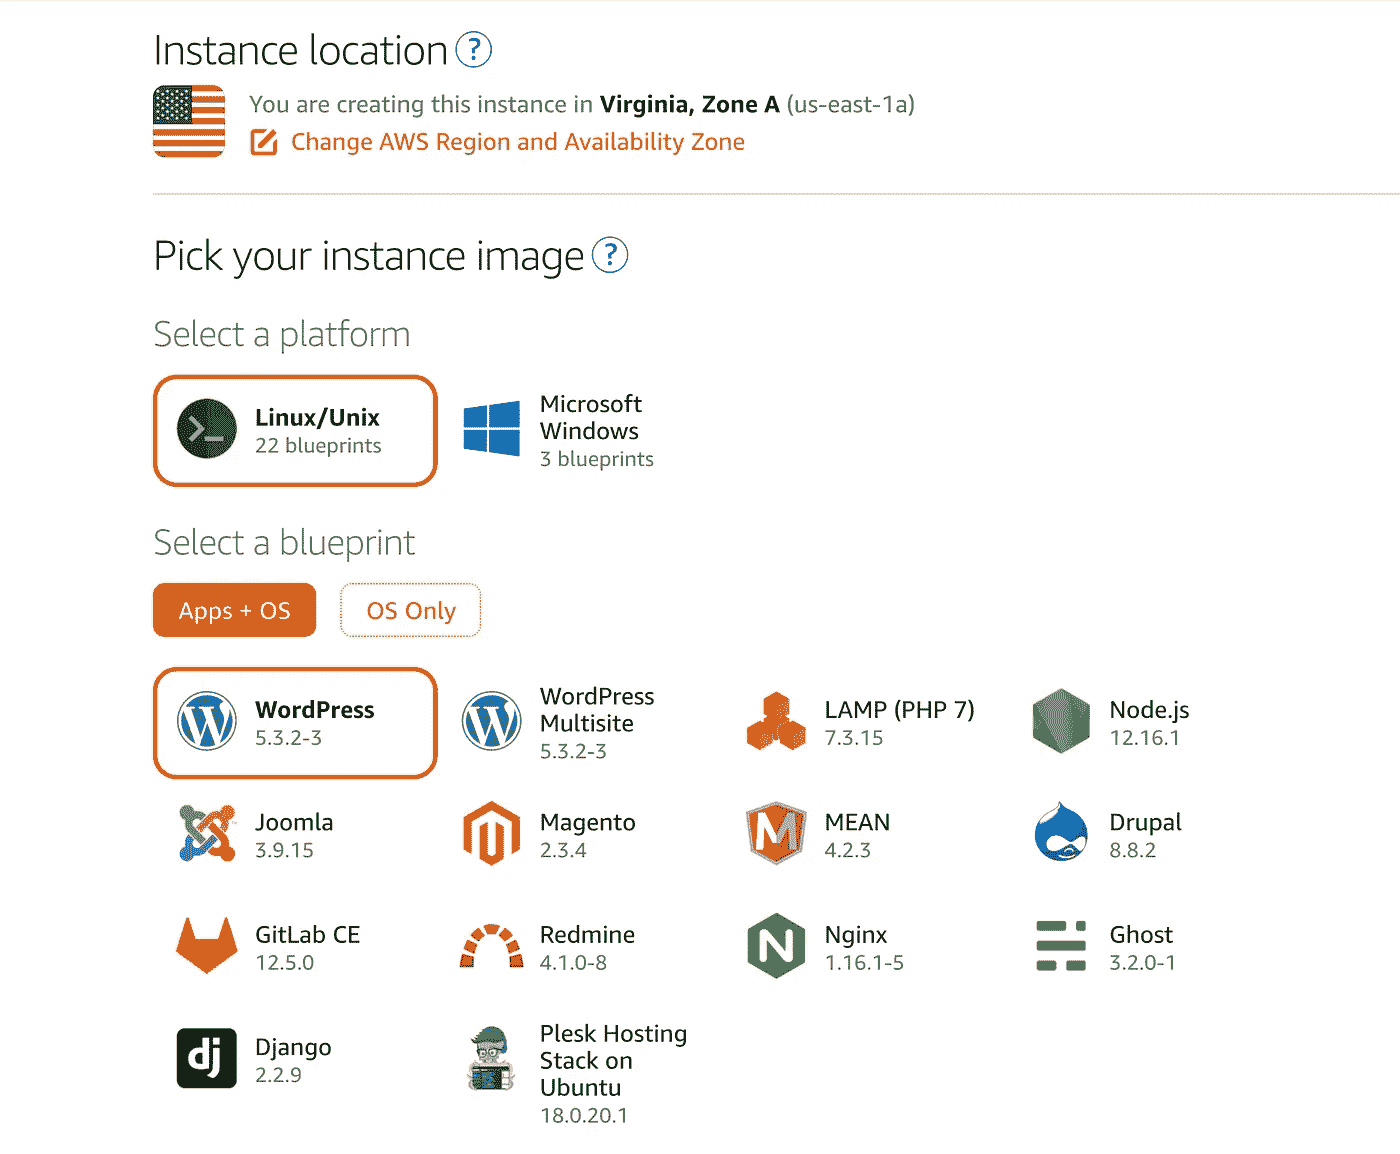 Instance location ?
You are creating this instance in Virginia, Zone A (us-east-1a)
Change AWS Region and Availability Zone
Pick your instance image ?
Select a platform
Linux/Unix
22 blueprints
Microsoft
Windows
3 blueprints
Select a blueprint
Apps + OS
OS Only
WordPress
5.3.2-3
WordPress
Multisite
5.3.2-3
LAMP (PHP 7)
7.3.15
Node.js
12.16.1
Joomla
3.9.15
Magento
2.3.4
MEAN
4.2.3
Drupal
8.8.2
GitLab CE
12.5.0
Redmine
4.1.0-8
Nginx
1.16.1-5
Ghost
3.2.0-1
dj
Django
2.2.9
Plesk Hosting
Stack on
Ubuntu
18.0.20.1